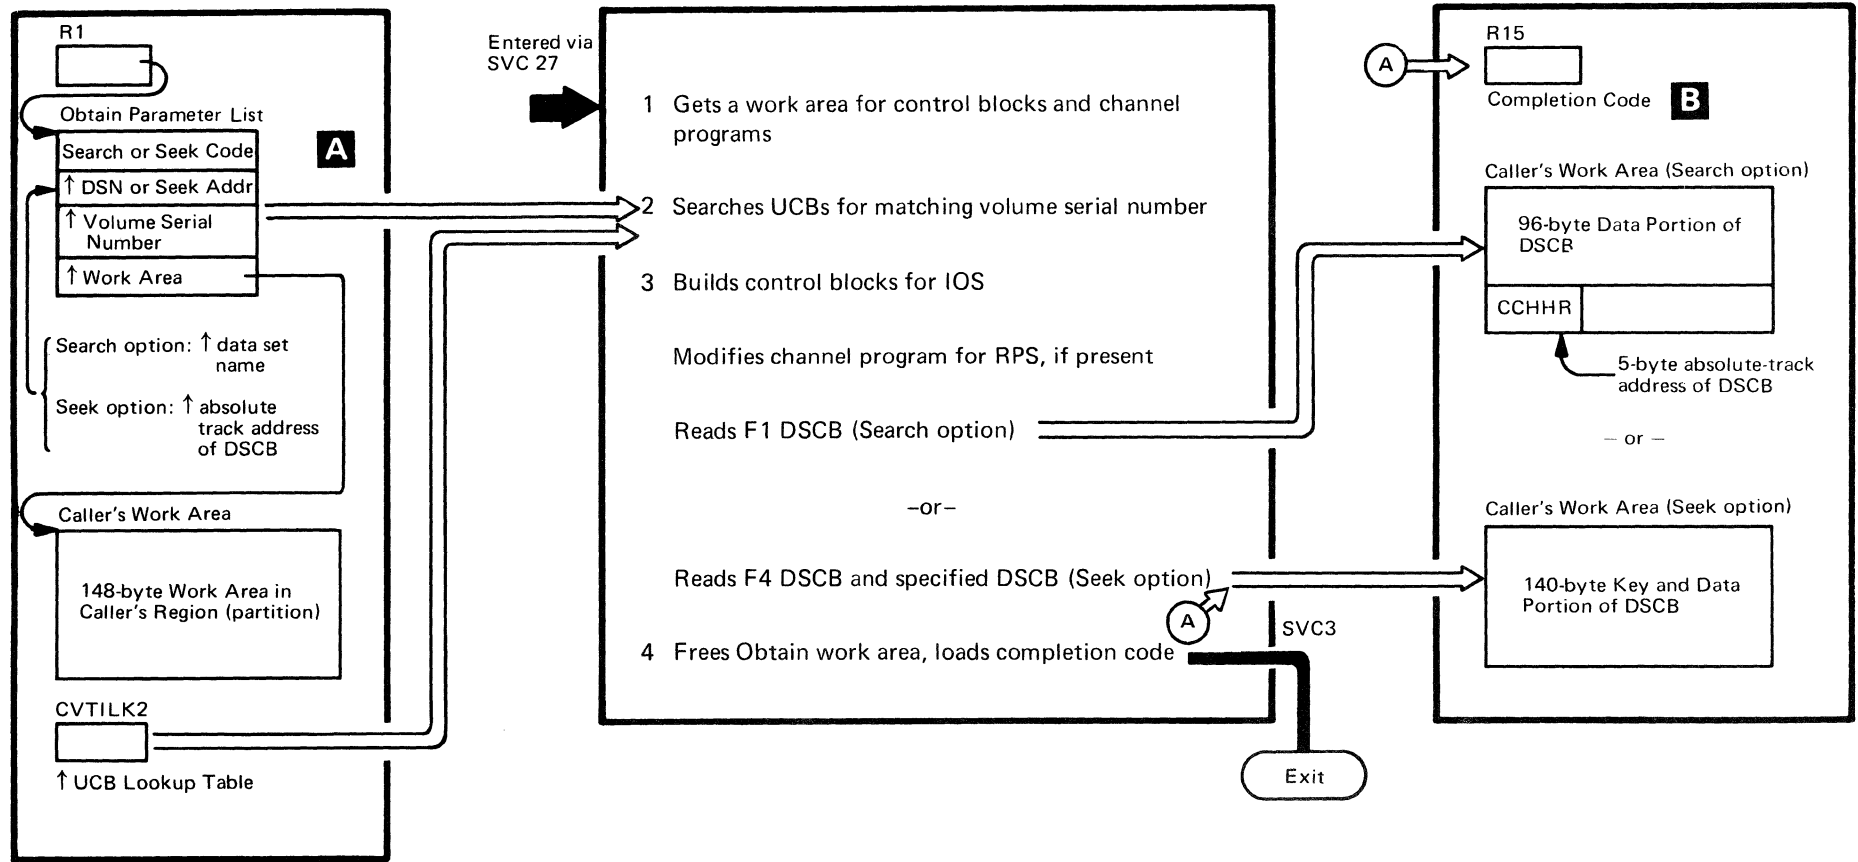 R1
Obtain Parameter List
A
Search or Seek Code
↑ DSN or Seek Addr
↑ Volume Serial
Number
↑ Work Area
Search option: ↑ data set
name
Seek option: ↑ absolute
track address
of DSCB
Caller's Work Area
148-byte Work Area in
Caller's Region (partition)
CVTILK2
↑ UCB Lookup Table
Entered via
SVC 27
1 Gets a work area for control blocks and channel
programs
2 Searches UCBs for matching volume serial number
3 Builds control blocks for IOS
Modifies channel program for RPS, if present
Reads F1 DSCB (Search option)
–or–
Reads F4 DSCB and specified DSCB (Seek option)
A
4 Frees Obtain work area, loads completion code
SVC3
Exit
A
R15
Completion Code
B
Caller's Work Area (Search option)
96-byte Data Portion of
DSCB
CCHHR
5-byte absolute-track
address of DSCB
– or –
Caller's Work Area (Seek option)
140-byte Key and Data
Portion of DSCB